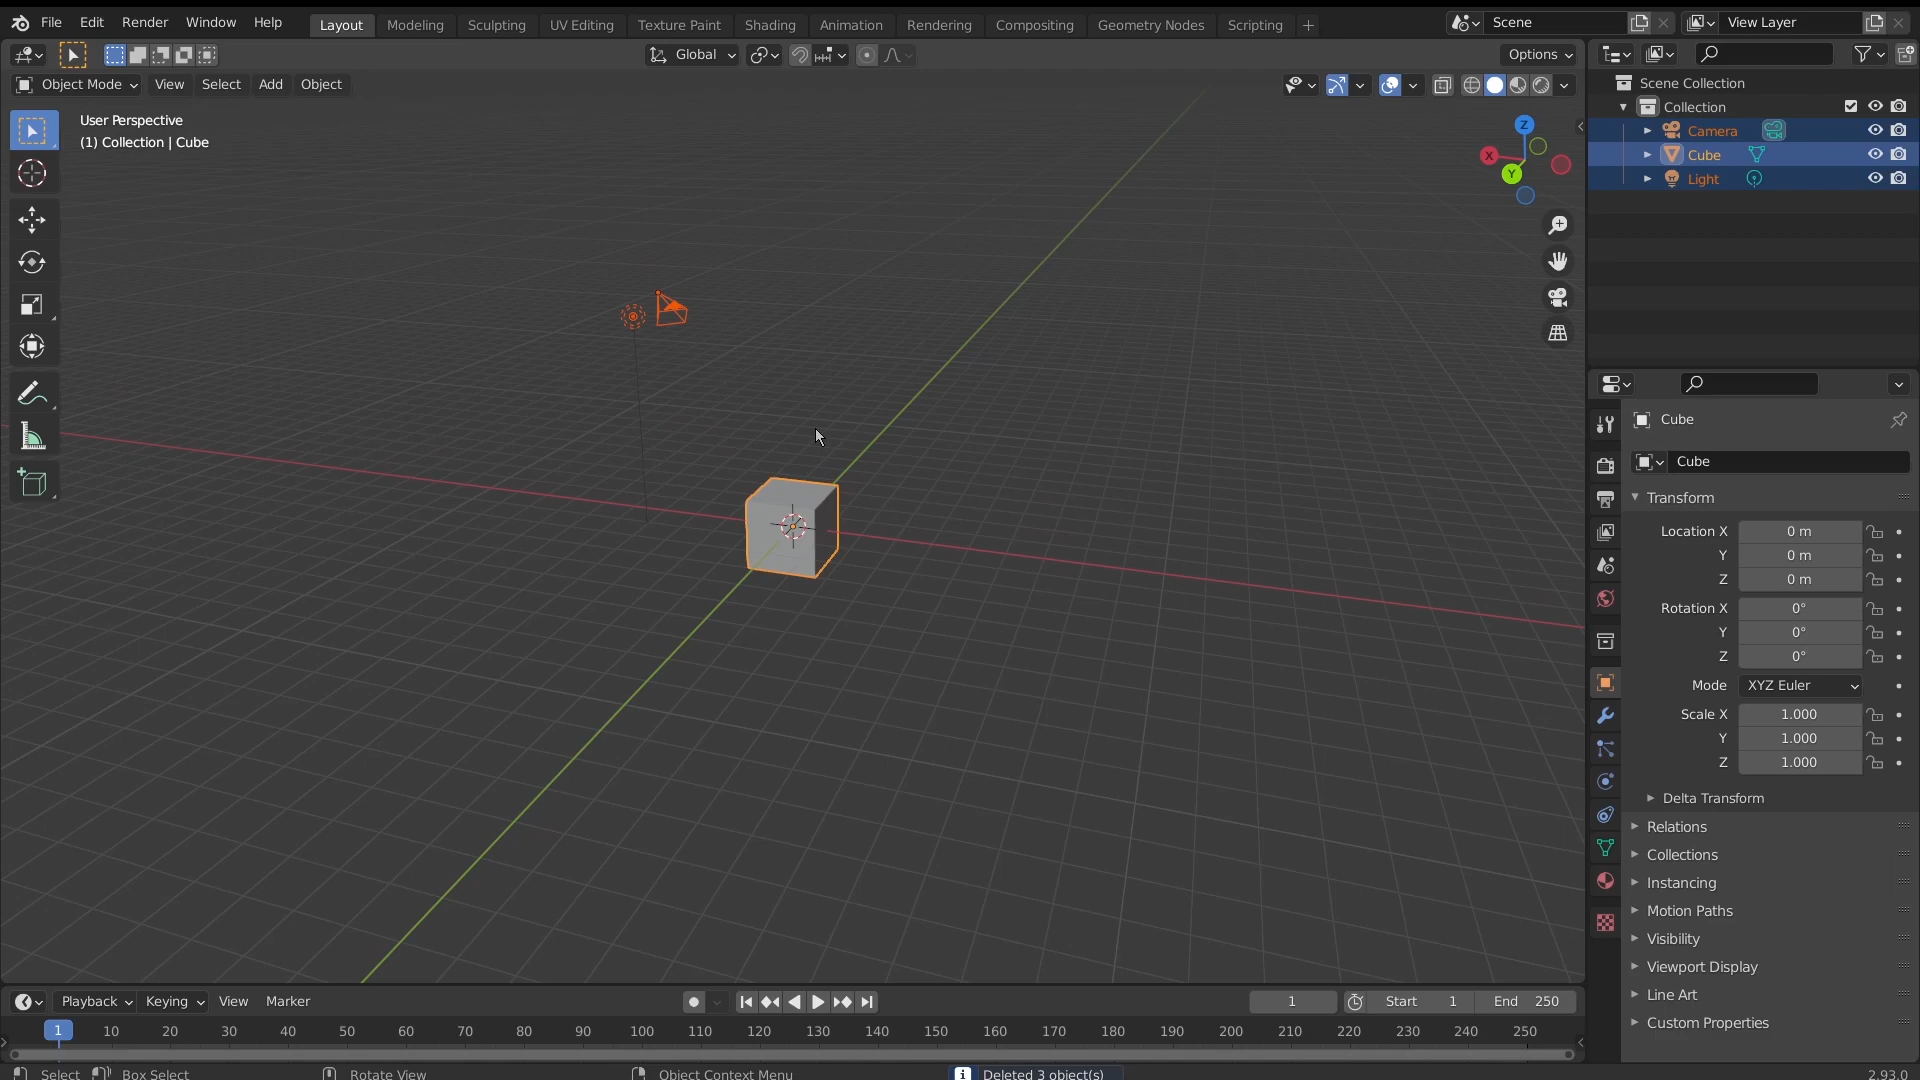 File Edit Render Window Help Layout Modeling Sculpting UV Editing Texture Paint Shading Animation Rendering Compositing Geometry Nodes Scripting + Scene View Layer
Global Options
Object Mode View Select Add Object
User Perspective
(1) Collection | Cube
Z
X
Y
Scene Collection
Collection
Camera
Cube
Light
Cube
Cube
Transform
Location X 0 m
Y 0 m
Z 0 m
Rotation X 0°
Y 0°
Z 0°
Mode XYZ Euler
Scale X 1.000
Y 1.000
Z 1.000
Delta Transform
Relations
Collections
Instancing
Motion Paths
Visibility
Viewport Display
Line Art
Custom Properties
Playback Keying View Marker 1 Start 1 End 250
1 10 20 30 40 50 60 70 80 90 100 110 120 130 140 150 160 170 180 190 200 210 220 230 240 250
Select Box Select Rotate View Object Context Menu Deleted 3 object(s) 2.93.0